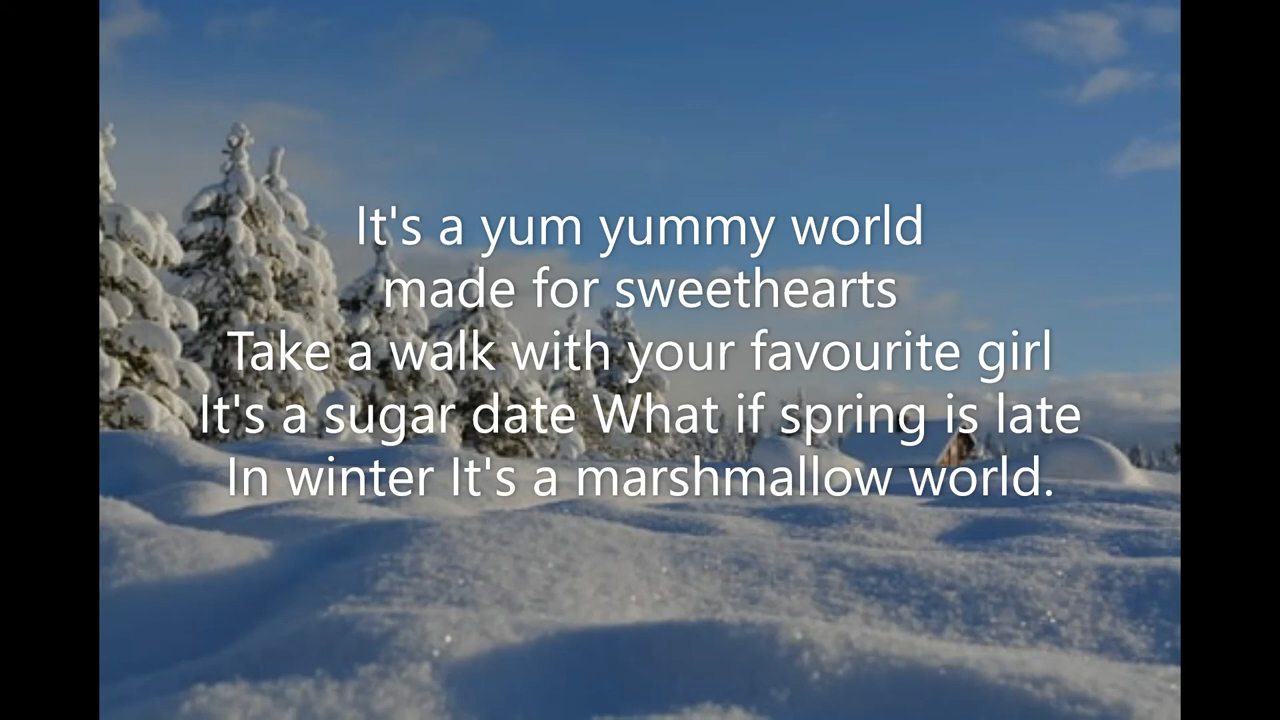 It's a yum yummy world
made for sweethearts
Take a walk with your favourite girl
It's a sugar date What if spring is late
In winter It's a marshmallow world.